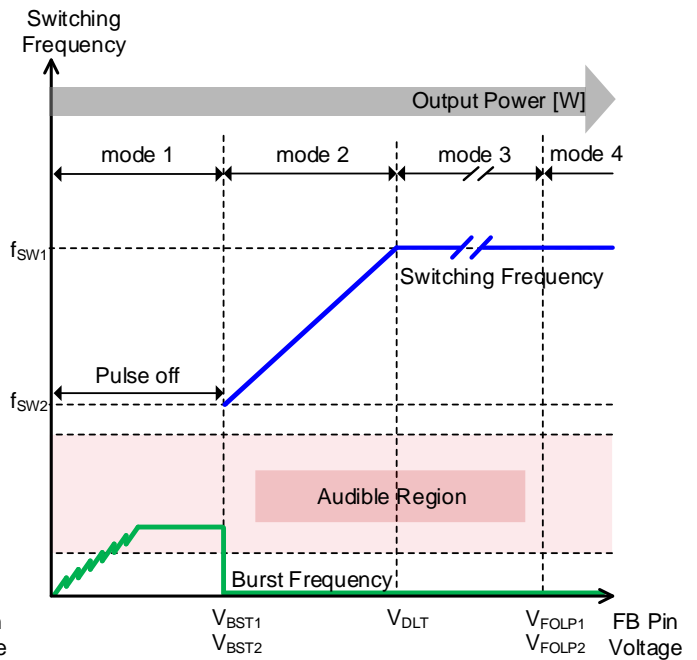 Switching
Frequency
Output Power [W]
mode 1
mode 2
mode 3
mode 4
fSW1
Switching Frequency
Pulse off
fSW2
Audible Region
Burst Frequency
VBST1
VBST2
VDLT
VFOLP1
VFOLP2
FB Pin
Voltage